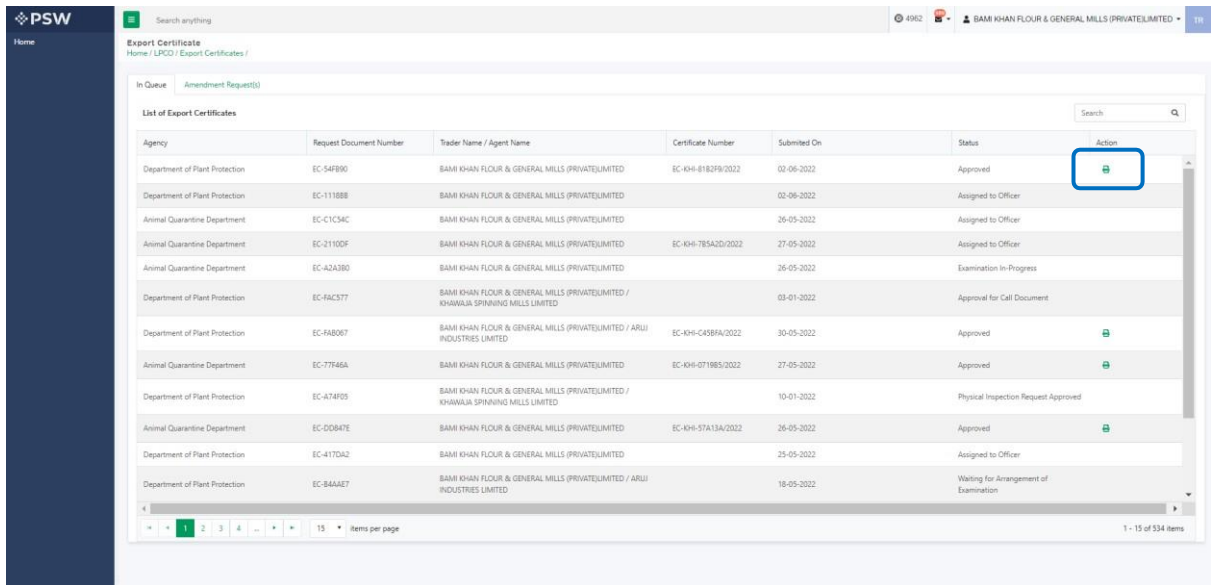 PSW
Search anything
4962
BAMI KHAN FLOUR & GENERAL MILLS (PRIVATE)LIMITED
TR
Home
Export Certificate
Home / LPCO / Export Certificates /
In Queue Amendment Request(s)
List of Export Certificates
Search
Agency Request Document Number Trader Name / Agent Name Certificate Number Submited On Status Action
Department of Plant Protection EC-54FB90 BAMI KHAN FLOUR & GENERAL MILLS (PRIVATE)LIMITED EC-KHI-81B2F9/2022 02-06-2022 Approved
Department of Plant Protection EC-1118BB BAMI KHAN FLOUR & GENERAL MILLS (PRIVATE)LIMITED 02-06-2022 Assigned to Officer
Animal Quarantine Department EC-C1C54C BAMI KHAN FLOUR & GENERAL MILLS (PRIVATE)LIMITED 26-05-2022 Assigned to Officer
Animal Quarantine Department EC-2110DF BAMI KHAN FLOUR & GENERAL MILLS (PRIVATE)LIMITED EC-KHI-7B5A2D/2022 27-05-2022 Assigned to Officer
Animal Quarantine Department EC-A2A3B0 BAMI KHAN FLOUR & GENERAL MILLS (PRIVATE)LIMITED 26-05-2022 Examination In-Progress
Department of Plant Protection EC-FAC577 BAMI KHAN FLOUR & GENERAL MILLS (PRIVATE)LIMITED / 03-01-2022 Approval for Call Document
KHAWAJA SPINNING MILLS LIMITED
Department of Plant Protection EC-FAB067 BAMI KHAN FLOUR & GENERAL MILLS (PRIVATE)LIMITED / ARUJ EC-KHI-C45BFA/2022 30-05-2022 Approved
INDUSTRIES LIMITED
Animal Quarantine Department EC-77F46A BAMI KHAN FLOUR & GENERAL MILLS (PRIVATE)LIMITED EC-KHI-0719B5/2022 27-05-2022 Approved
Department of Plant Protection EC-A74F05 BAMI KHAN FLOUR & GENERAL MILLS (PRIVATE)LIMITED / 10-01-2022 Physical Inspection Request Approved
KHAWAJA SPINNING MILLS LIMITED
Animal Quarantine Department EC-DD847E BAMI KHAN FLOUR & GENERAL MILLS (PRIVATE)LIMITED EC-KHI-57A13A/2022 26-05-2022 Approved
Department of Plant Protection EC-417DA2 BAMI KHAN FLOUR & GENERAL MILLS (PRIVATE)LIMITED 25-05-2022 Assigned to Officer
Department of Plant Protection EC-B4AAE7 BAMI KHAN FLOUR & GENERAL MILLS (PRIVATE)LIMITED / ARUJ 18-05-2022 Waiting for Arrangement of
INDUSTRIES LIMITED Examination
1 2 3 4 ... 15 items per page 1 - 15 of 534 items